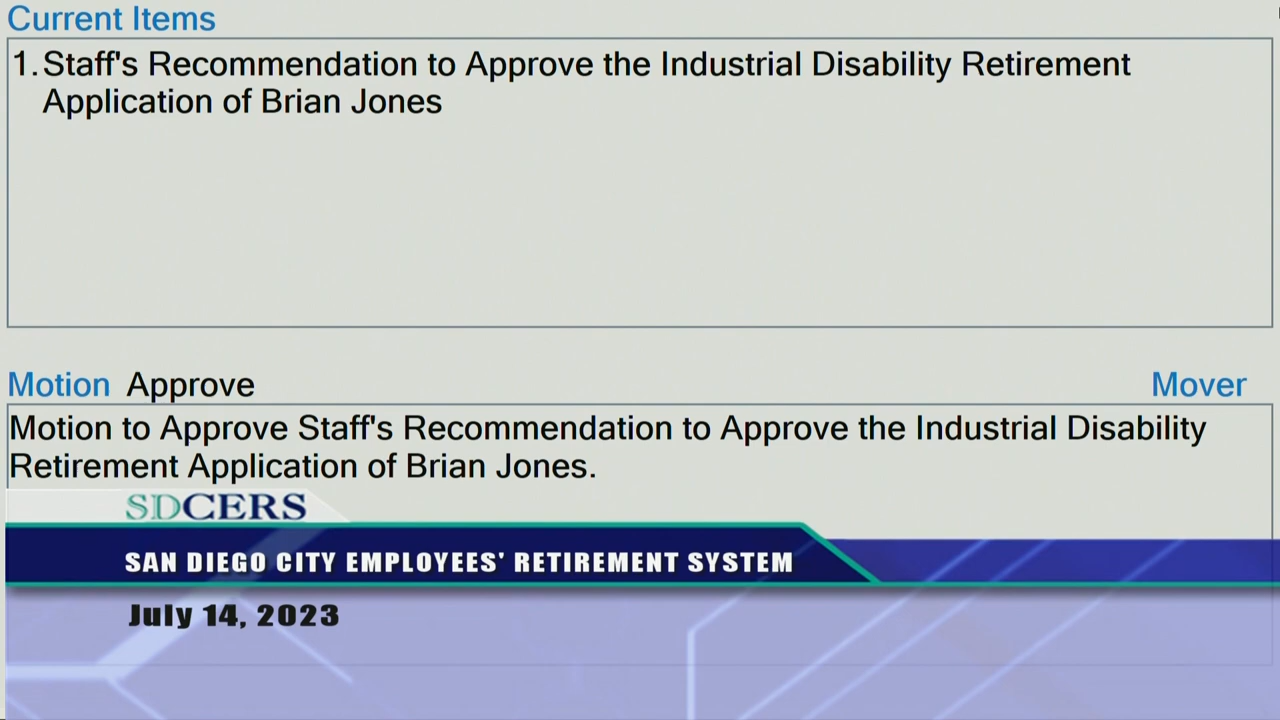 Current Items
1. Staff's Recommendation to Approve the Industrial Disability Retirement
Application of Brian Jones
Motion Approve Mover
Motion to Approve Staff's Recommendation to Approve the Industrial Disability
Retirement Application of Brian Jones.
SDCERS
SAN DIEGO CITY EMPLOYEES' RETIREMENT SYSTEM
July 14, 2023